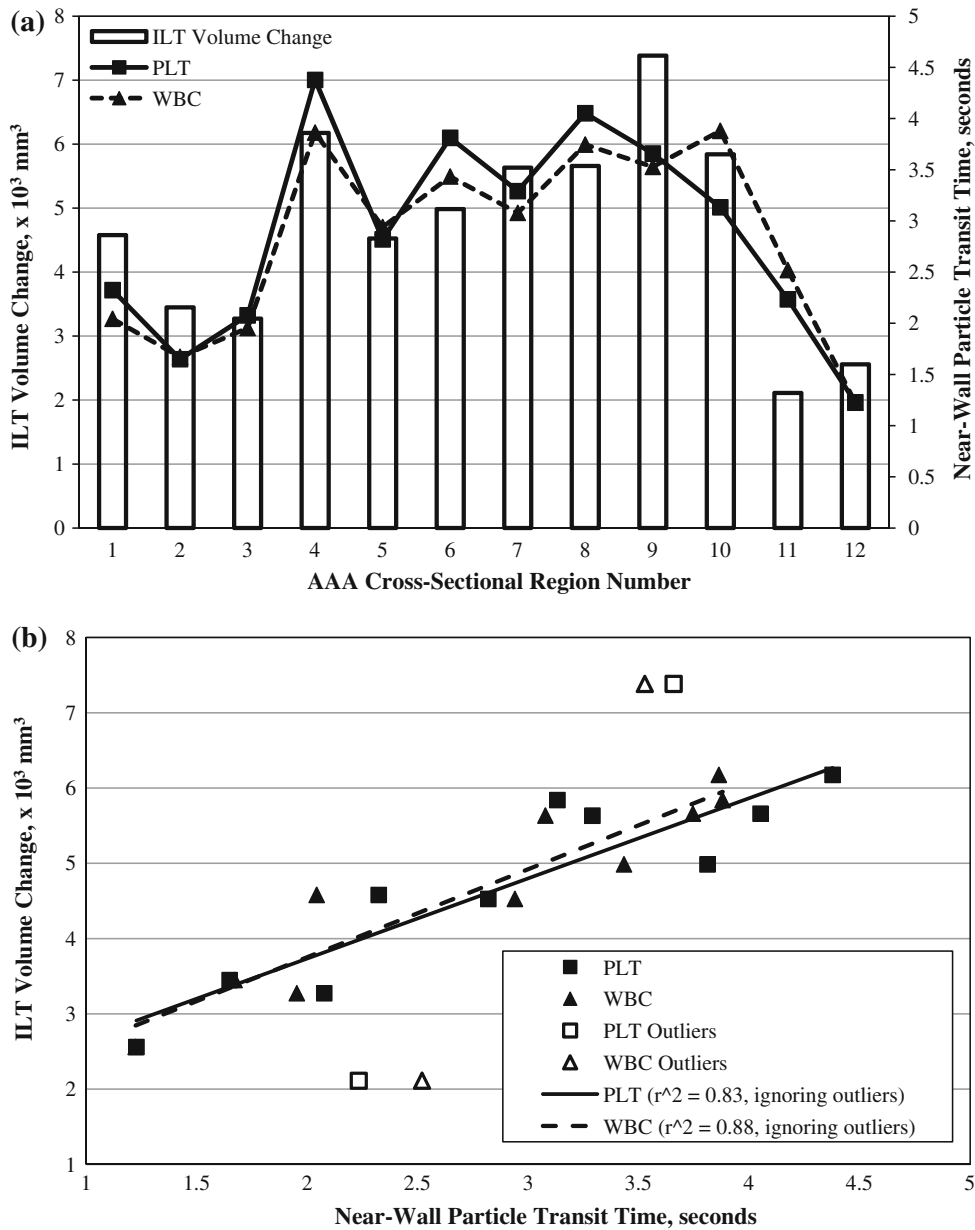 (a)
ILT Volume Change
PLT
WBC
ILT Volume Change, x 10³ mm³
8
7
6
5
4
3
2
1
0
5
4.5
4
3.5
3
2.5
2
1.5
1
0.5
0
Near-Wall Particle Transit Time, seconds
1 2 3 4 5 6 7 8 9 10 11 12
AAA Cross-Sectional Region Number
(b)
ILT Volume Change, x 10³ mm³
8
7
6
5
4
3
2
1
PLT
WBC
PLT Outliers
WBC Outliers
PLT (r^2 = 0.83, ignoring outliers)
WBC (r^2 = 0.88, ignoring outliers)
1 1.5 2 2.5 3 3.5 4 4.5 5
Near-Wall Particle Transit Time, seconds